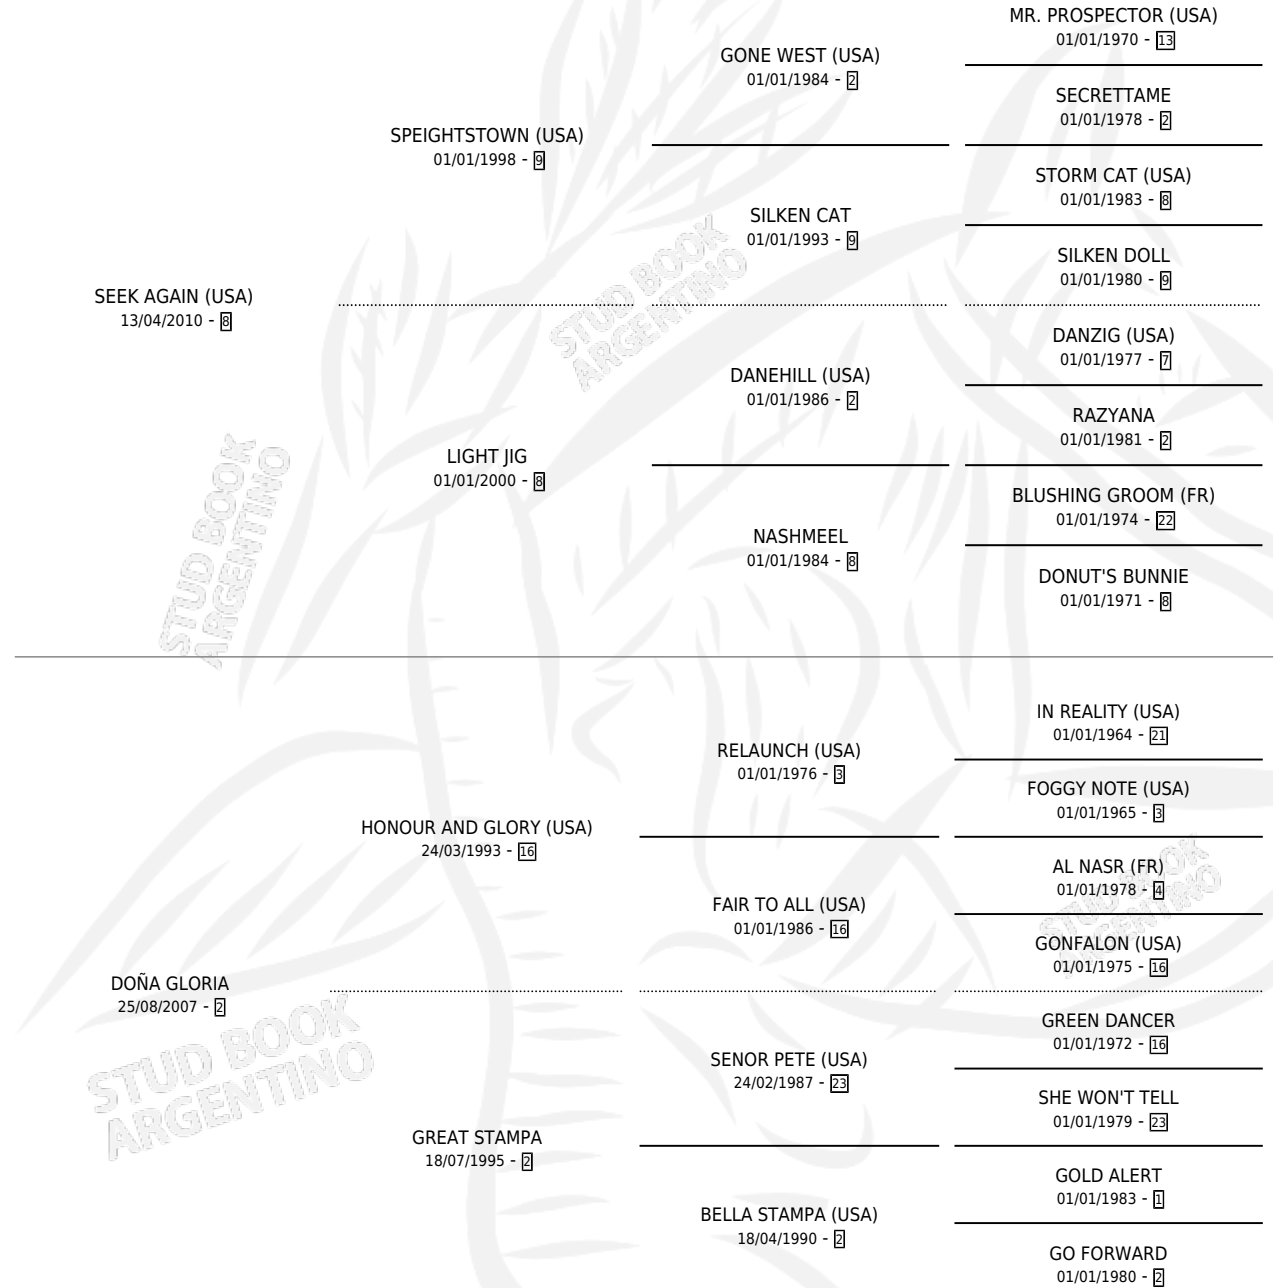 MR. PROSPECTOR (USA)
01/01/1970 - 13
GONE WEST (USA)
01/01/1984 - 2
SECRETTAME
01/01/1978 - 2
SPEIGHTSTOWN (USA)
01/01/1998 - 9
STORM CAT (USA)
01/01/1983 - 8
SILKEN CAT
01/01/1993 - 9
SILKEN DOLL
01/01/1980 - 9
SEEK AGAIN (USA)
13/04/2010 - 8
STUD BOOK
ARGENTINO
DANZIG (USA)
01/01/1977 - 7
DANEHILL (USA)
01/01/1986 - 2
RAZYANA
01/01/1981 - 2
LIGHT JIG
01/01/2000 - 8
BLUSHING GROOM (FR)
01/01/1974 - 22
NASHMEEL
01/01/1984 - 8
DONUT'S BUNNIE
01/01/1971 - 8
STUD BOOK
ARGENTINO
IN REALITY (USA)
01/01/1964 - 21
RELAUNCH (USA)
01/01/1976 - 3
FOGGY NOTE (USA)
01/01/1965 - 3
HONOUR AND GLORY (USA)
24/03/1993 - 16
AL NASR (FR)
01/01/1978 - 4
FAIR TO ALL (USA)
01/01/1986 - 16
GONFALON (USA)
01/01/1975 - 16
STUD BOOK
ARGENTINO
DOÑA GLORIA
25/08/2007 - 2
GREEN DANCER
01/01/1972 - 16
SENOR PETE (USA)
24/02/1987 - 23
SHE WON'T TELL
01/01/1979 - 23
STUD BOOK
ARGENTINO
GREAT STAMPA
18/07/1995 - 2
GOLD ALERT
01/01/1983 - 1
BELLA STAMPA (USA)
18/04/1990 - 2
GO FORWARD
01/01/1980 - 2